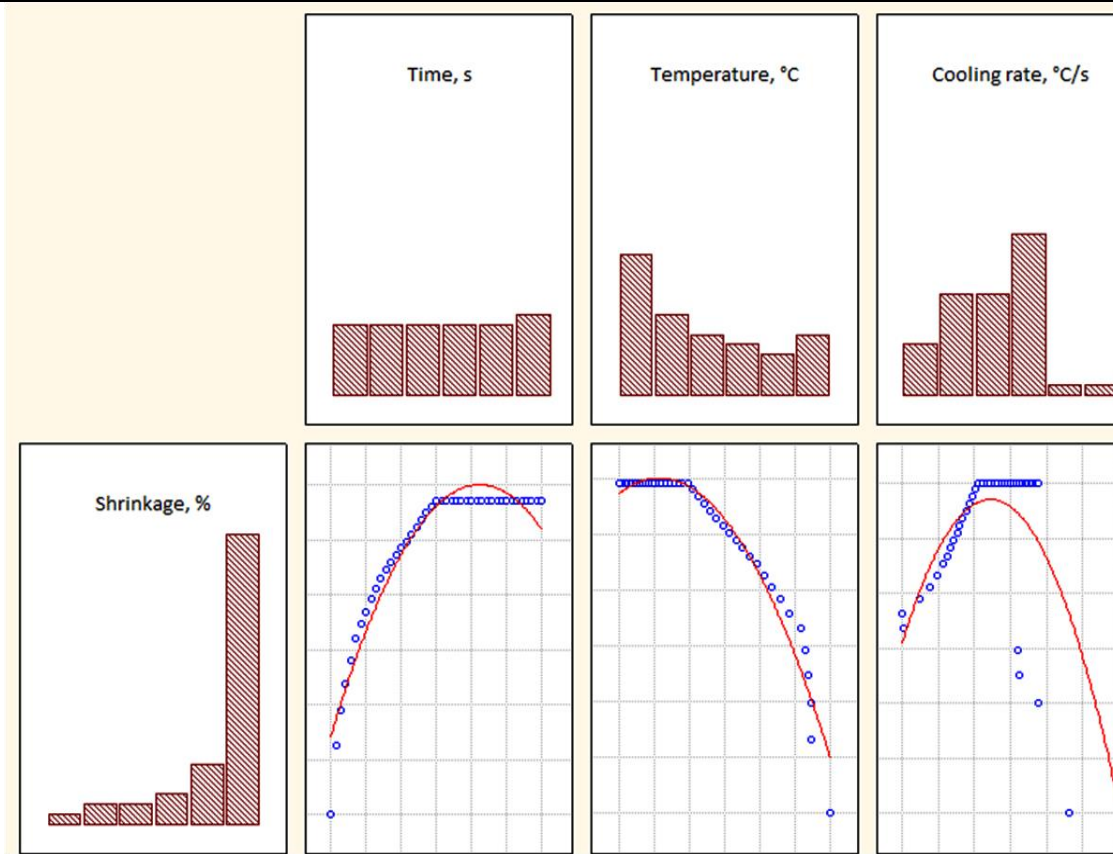 Time, s
Temperature, °C
Cooling rate, °C/s
Shrinkage, %